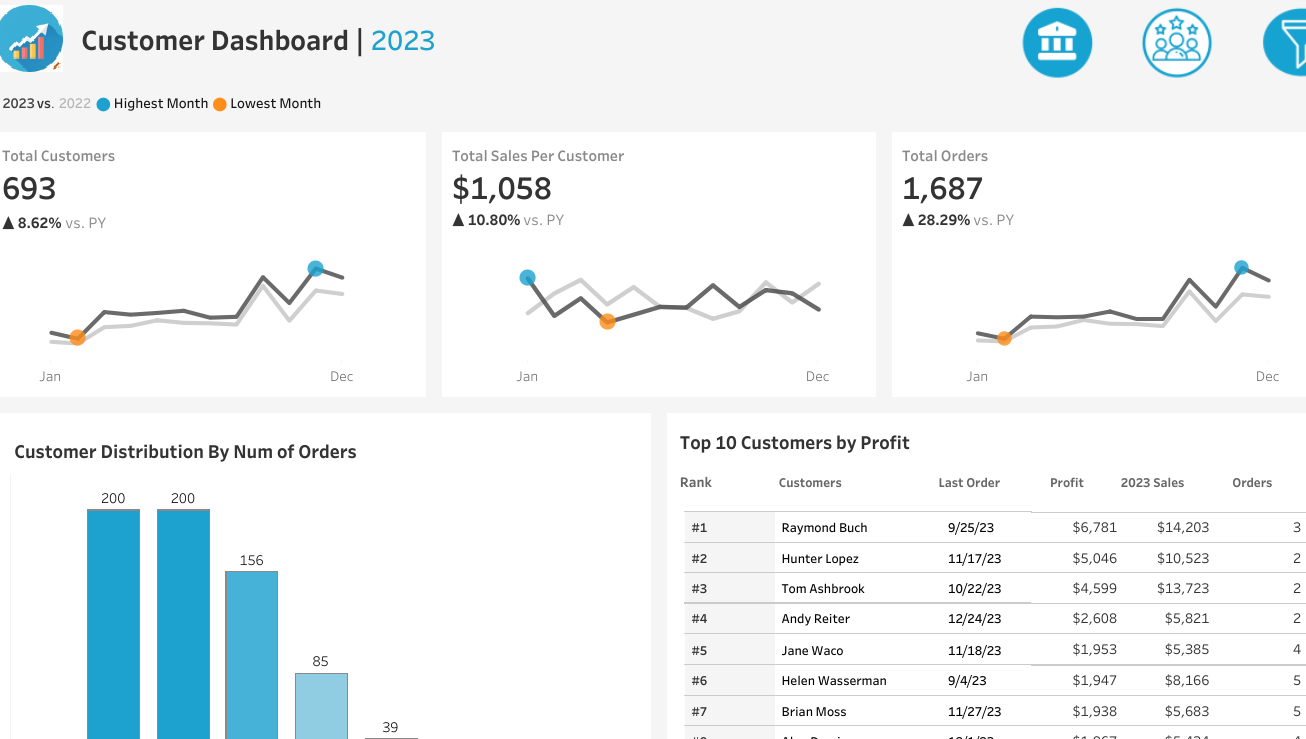 Customer Dashboard | 2023
2023 vs. 2022 Highest Month Lowest Month
Total Customers
693
▲ 8.62% vs. PY
Jan Dec
Total Sales Per Customer
$1,058
▲ 10.80% vs. PY
Jan Dec
Total Orders
1,687
▲ 28.29% vs. PY
Jan Dec
Customer Distribution By Num of Orders
200 200
156
85
39
Top 10 Customers by Profit
Rank Customers Last Order Profit 2023 Sales Orders
#1 Raymond Buch 9/25/23 $6,781 $14,203 3
#2 Hunter Lopez 11/17/23 $5,046 $10,523 2
#3 Tom Ashbrook 10/22/23 $4,599 $13,723 2
#4 Andy Reiter 12/24/23 $2,608 $5,821 2
#5 Jane Waco 11/18/23 $1,953 $5,385 4
#6 Helen Wasserman 9/4/23 $1,947 $8,166 5
#7 Brian Moss 11/27/23 $1,938 $5,683 5